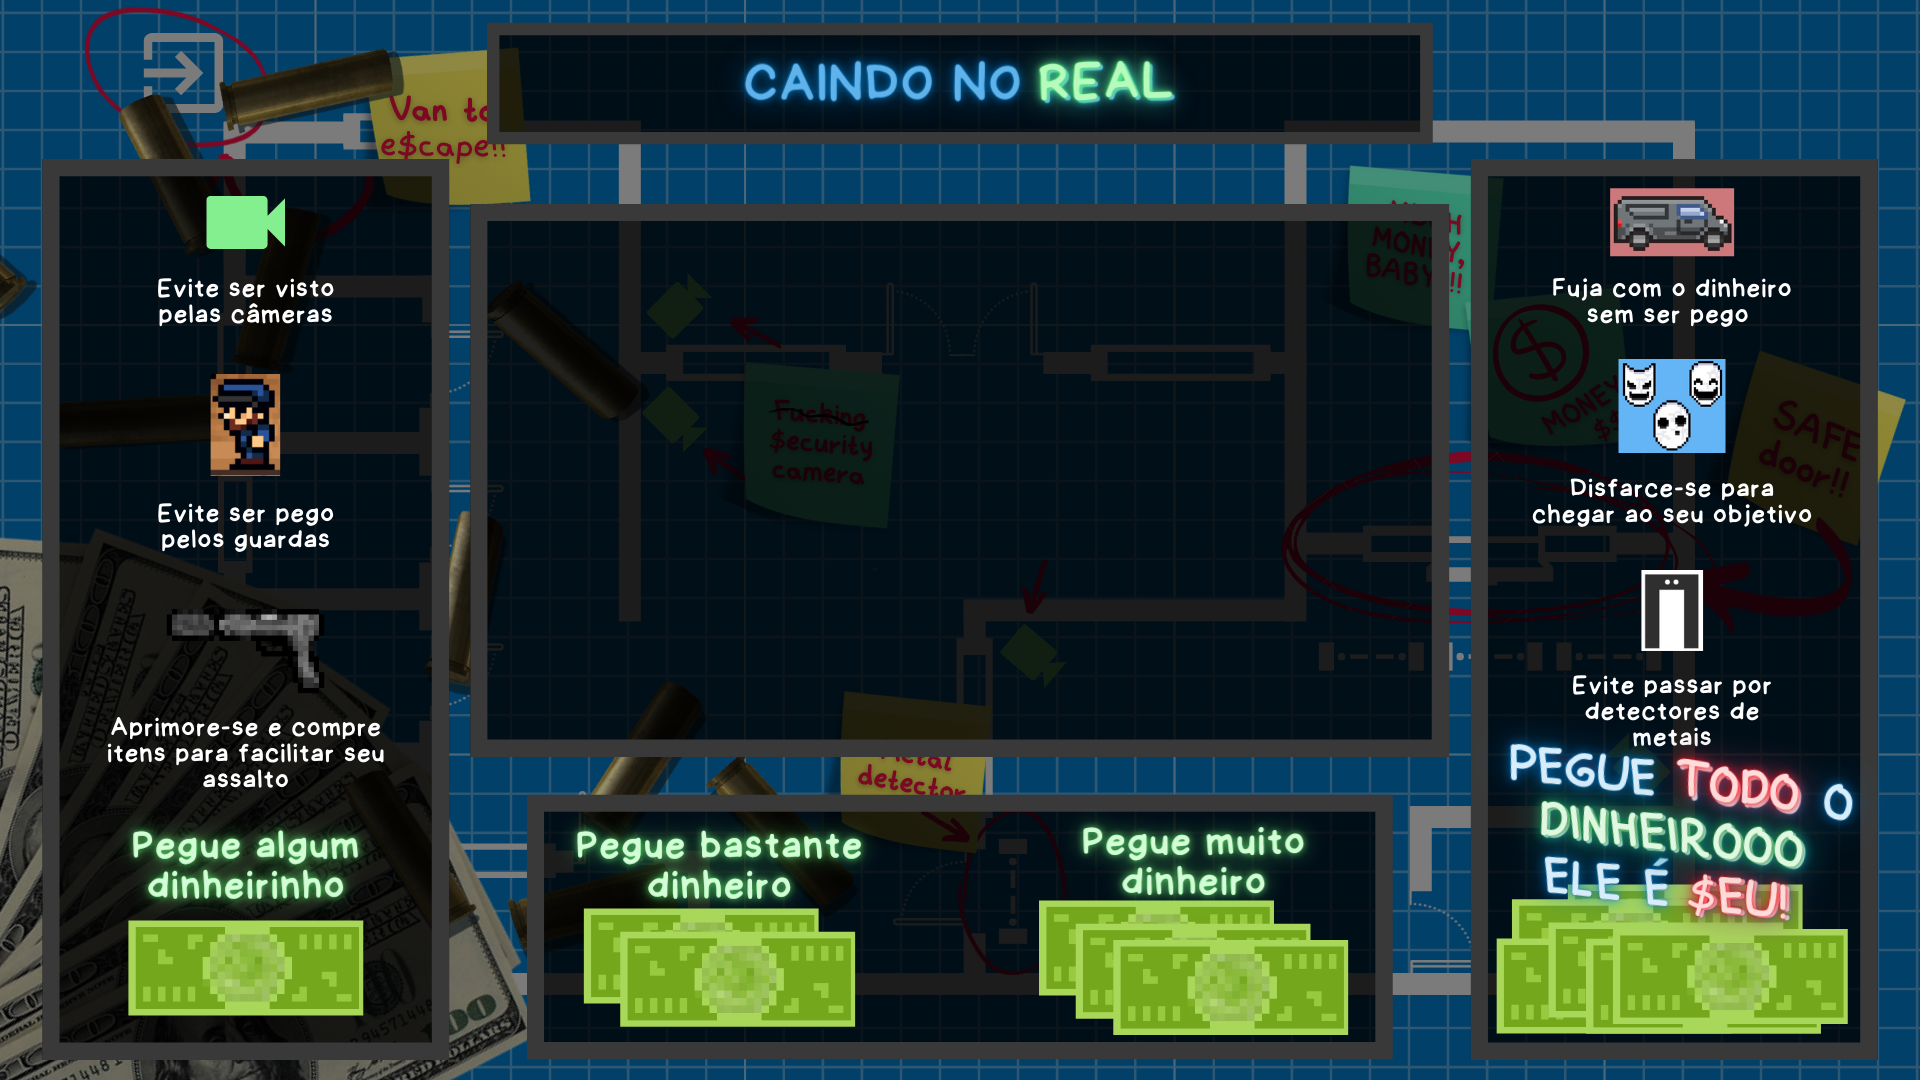 CAINDO NO REAL
Van to
e$cape!!
Evite ser visto
pelas câmeras
Evite ser pego
pelos guardas
Aprimore-se e compre
itens para facilitar seu
assalto
Pegue algum
dinheirinho
MONEY,
BABY!!!
Fucking
$ecurity
camera
Metal
detector
Pegue bastante
dinheiro
Pegue muito
dinheiro
Fuja com o dinheiro
sem ser pego
$
MONEY
SAFE
door!!
Disfarce-se para
chegar ao seu objetivo
Evite passar por
detectores de
metais
PEGUE TODO O
DINHEIROOO
ELE É $EU!